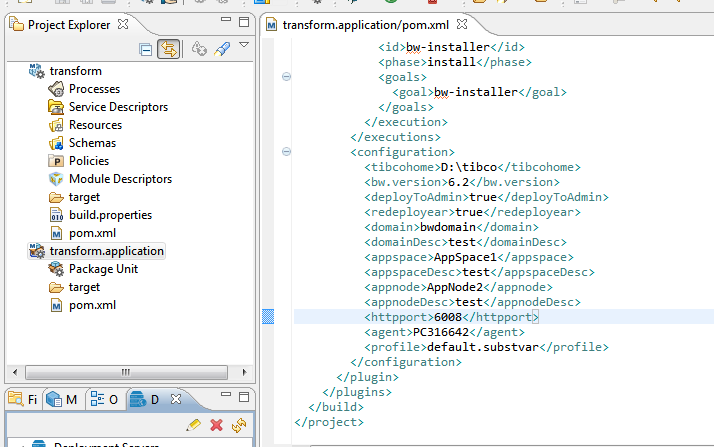 Project Explorer
transform
Processes
Service Descriptors
Resources
Schemas
Policies
Module Descriptors
target
build.properties
pom.xml
transform.application
Package Unit
target
pom.xml
Fi
M
O
D
transform.application/pom.xml
<id>bw-installer</id>
<phase>install</phase>
<goals>
<goal>bw-installer</goal>
</goals>
</execution>
</executions>
<configuration>
<tibcohome>D:\tibco</tibcohome>
<bw.version>6.2</bw.version>
<deployToAdmin>true</deployToAdmin>
<redeployear>true</redeployear>
<domain>bwdomain</domain>
<domainDesc>test</domainDesc>
<appspace>AppSpace1</appspace>
<appspaceDesc>test</appspaceDesc>
<appnode>AppNode2</appnode>
<appnodeDesc>test</appnodeDesc>
<httpport>6008</httpport>
<agent>PC316642</agent>
<profile>default.substvar</profile>
</configuration>
</plugin>
</plugins>
</build>
</project>